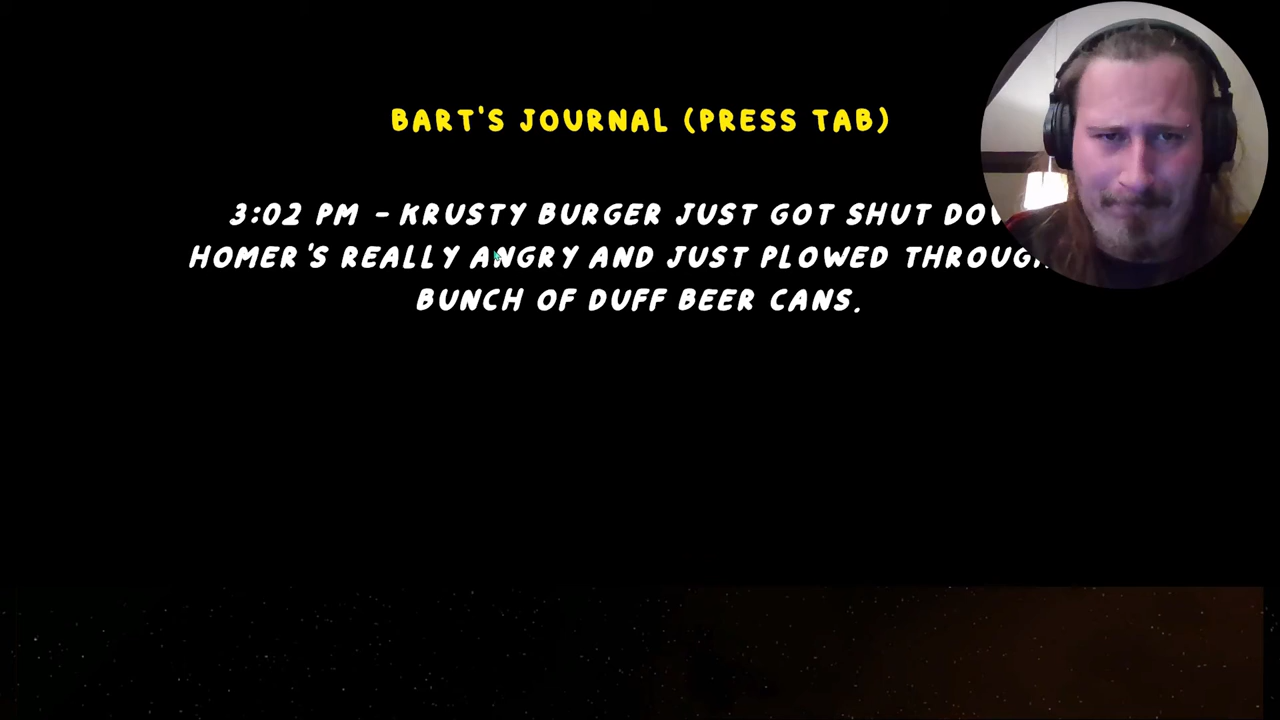 BART'S JOURNAL (PRESS TAB)
3:02 PM - KRUSTY BURGER JUST GOT SHUT
HOMER'S REALLY ANGRY AND JUST PLOWED THROUGH
BUNCH OF DUFF BEER CANS.